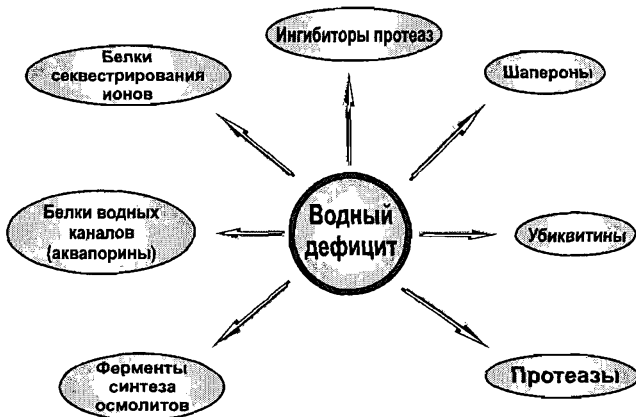 Ингибиторы протеаз
Белки
секвестрирования
ионов
Шапероны
Белки водных
каналов
(аквапорины)
Водный
дефицит
Убиквитины
Ферменты
синтеза
осмолитов
Протеазы